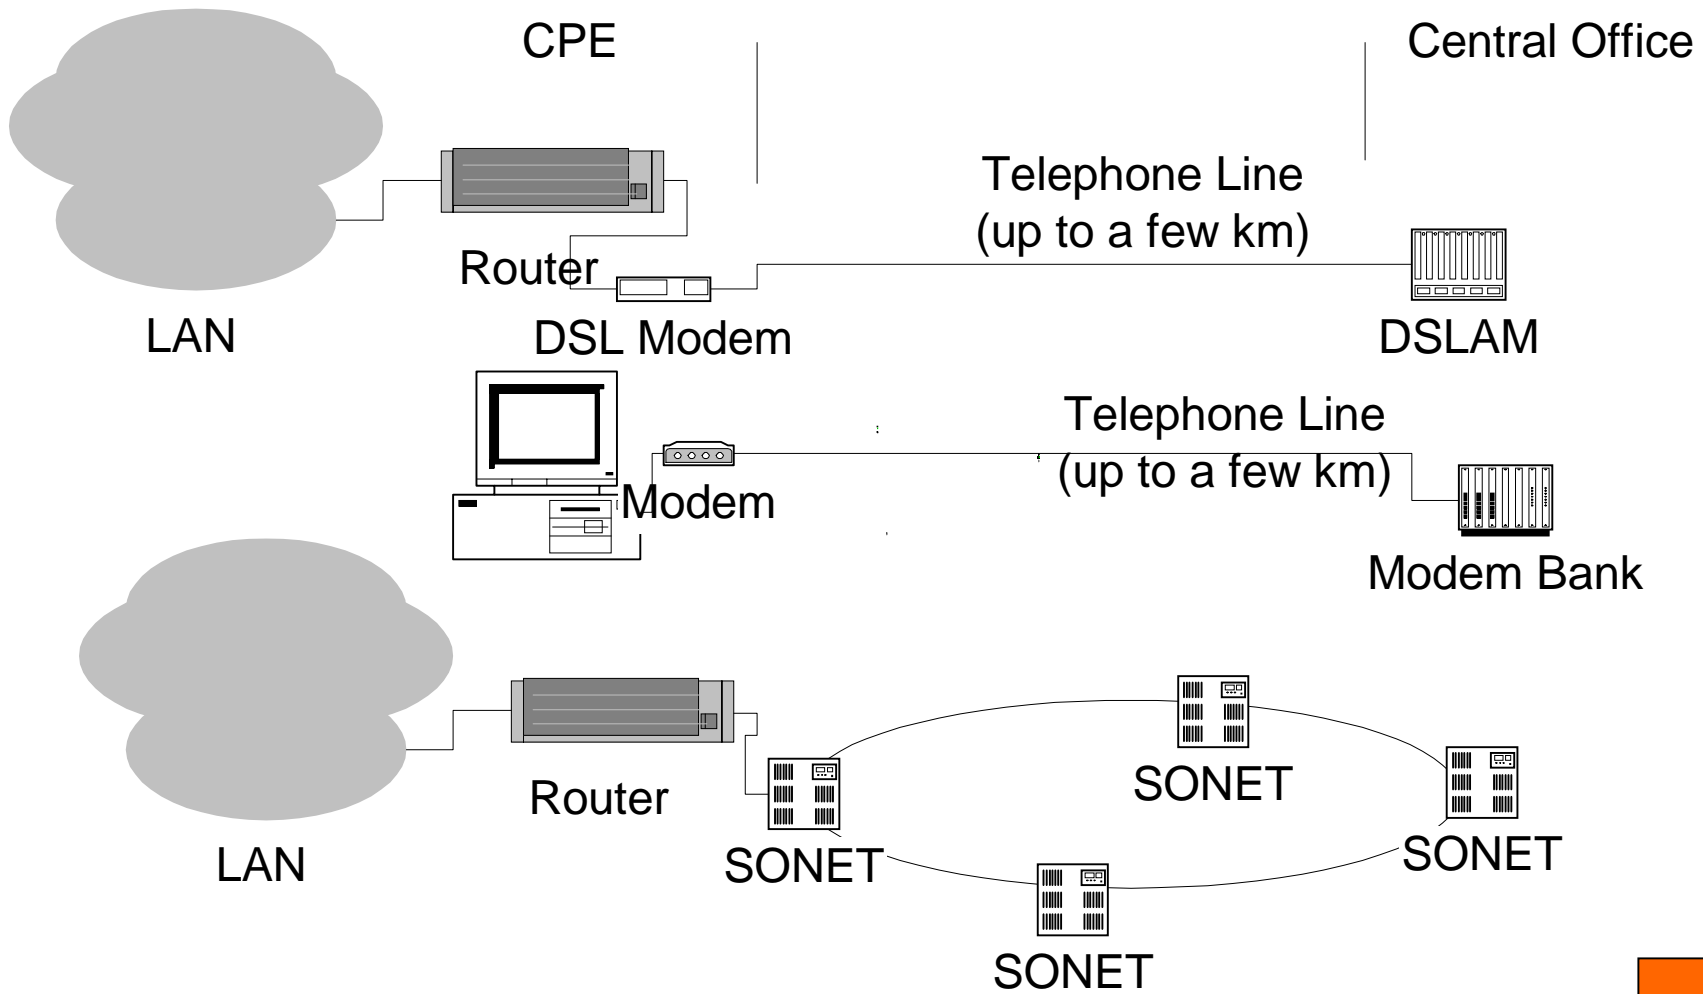 CPE
Central Office
Telephone Line
(up to a few km)
Router
LAN
DSL Modem
DSLAM
Telephone Line
(up to a few km)
Modem
Modem Bank
Router
LAN
SONET
SONET
SONET
SONET